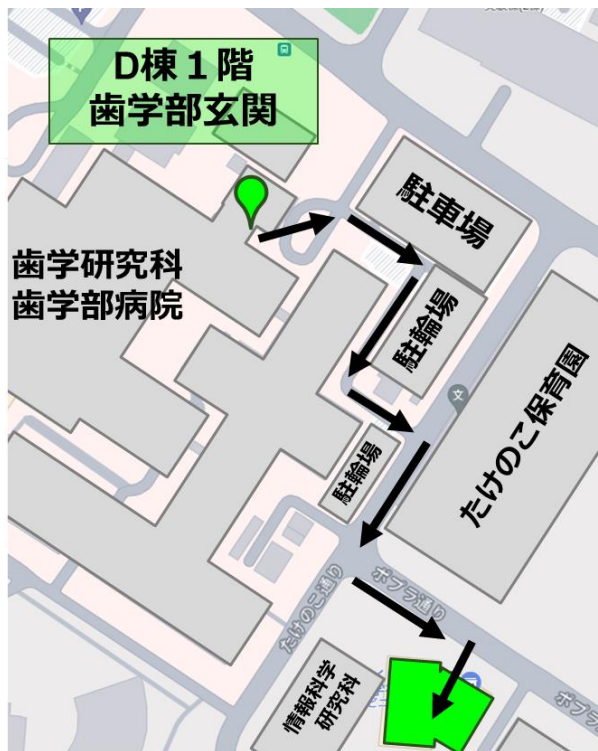 D棟１階
歯学部玄関
駐車場
歯学研究科
歯学部病院
駐輪場
たけのこ保育園
駐輪場
たけのこ通り
ポプラ通り
情報科学
研究科
ポプラ